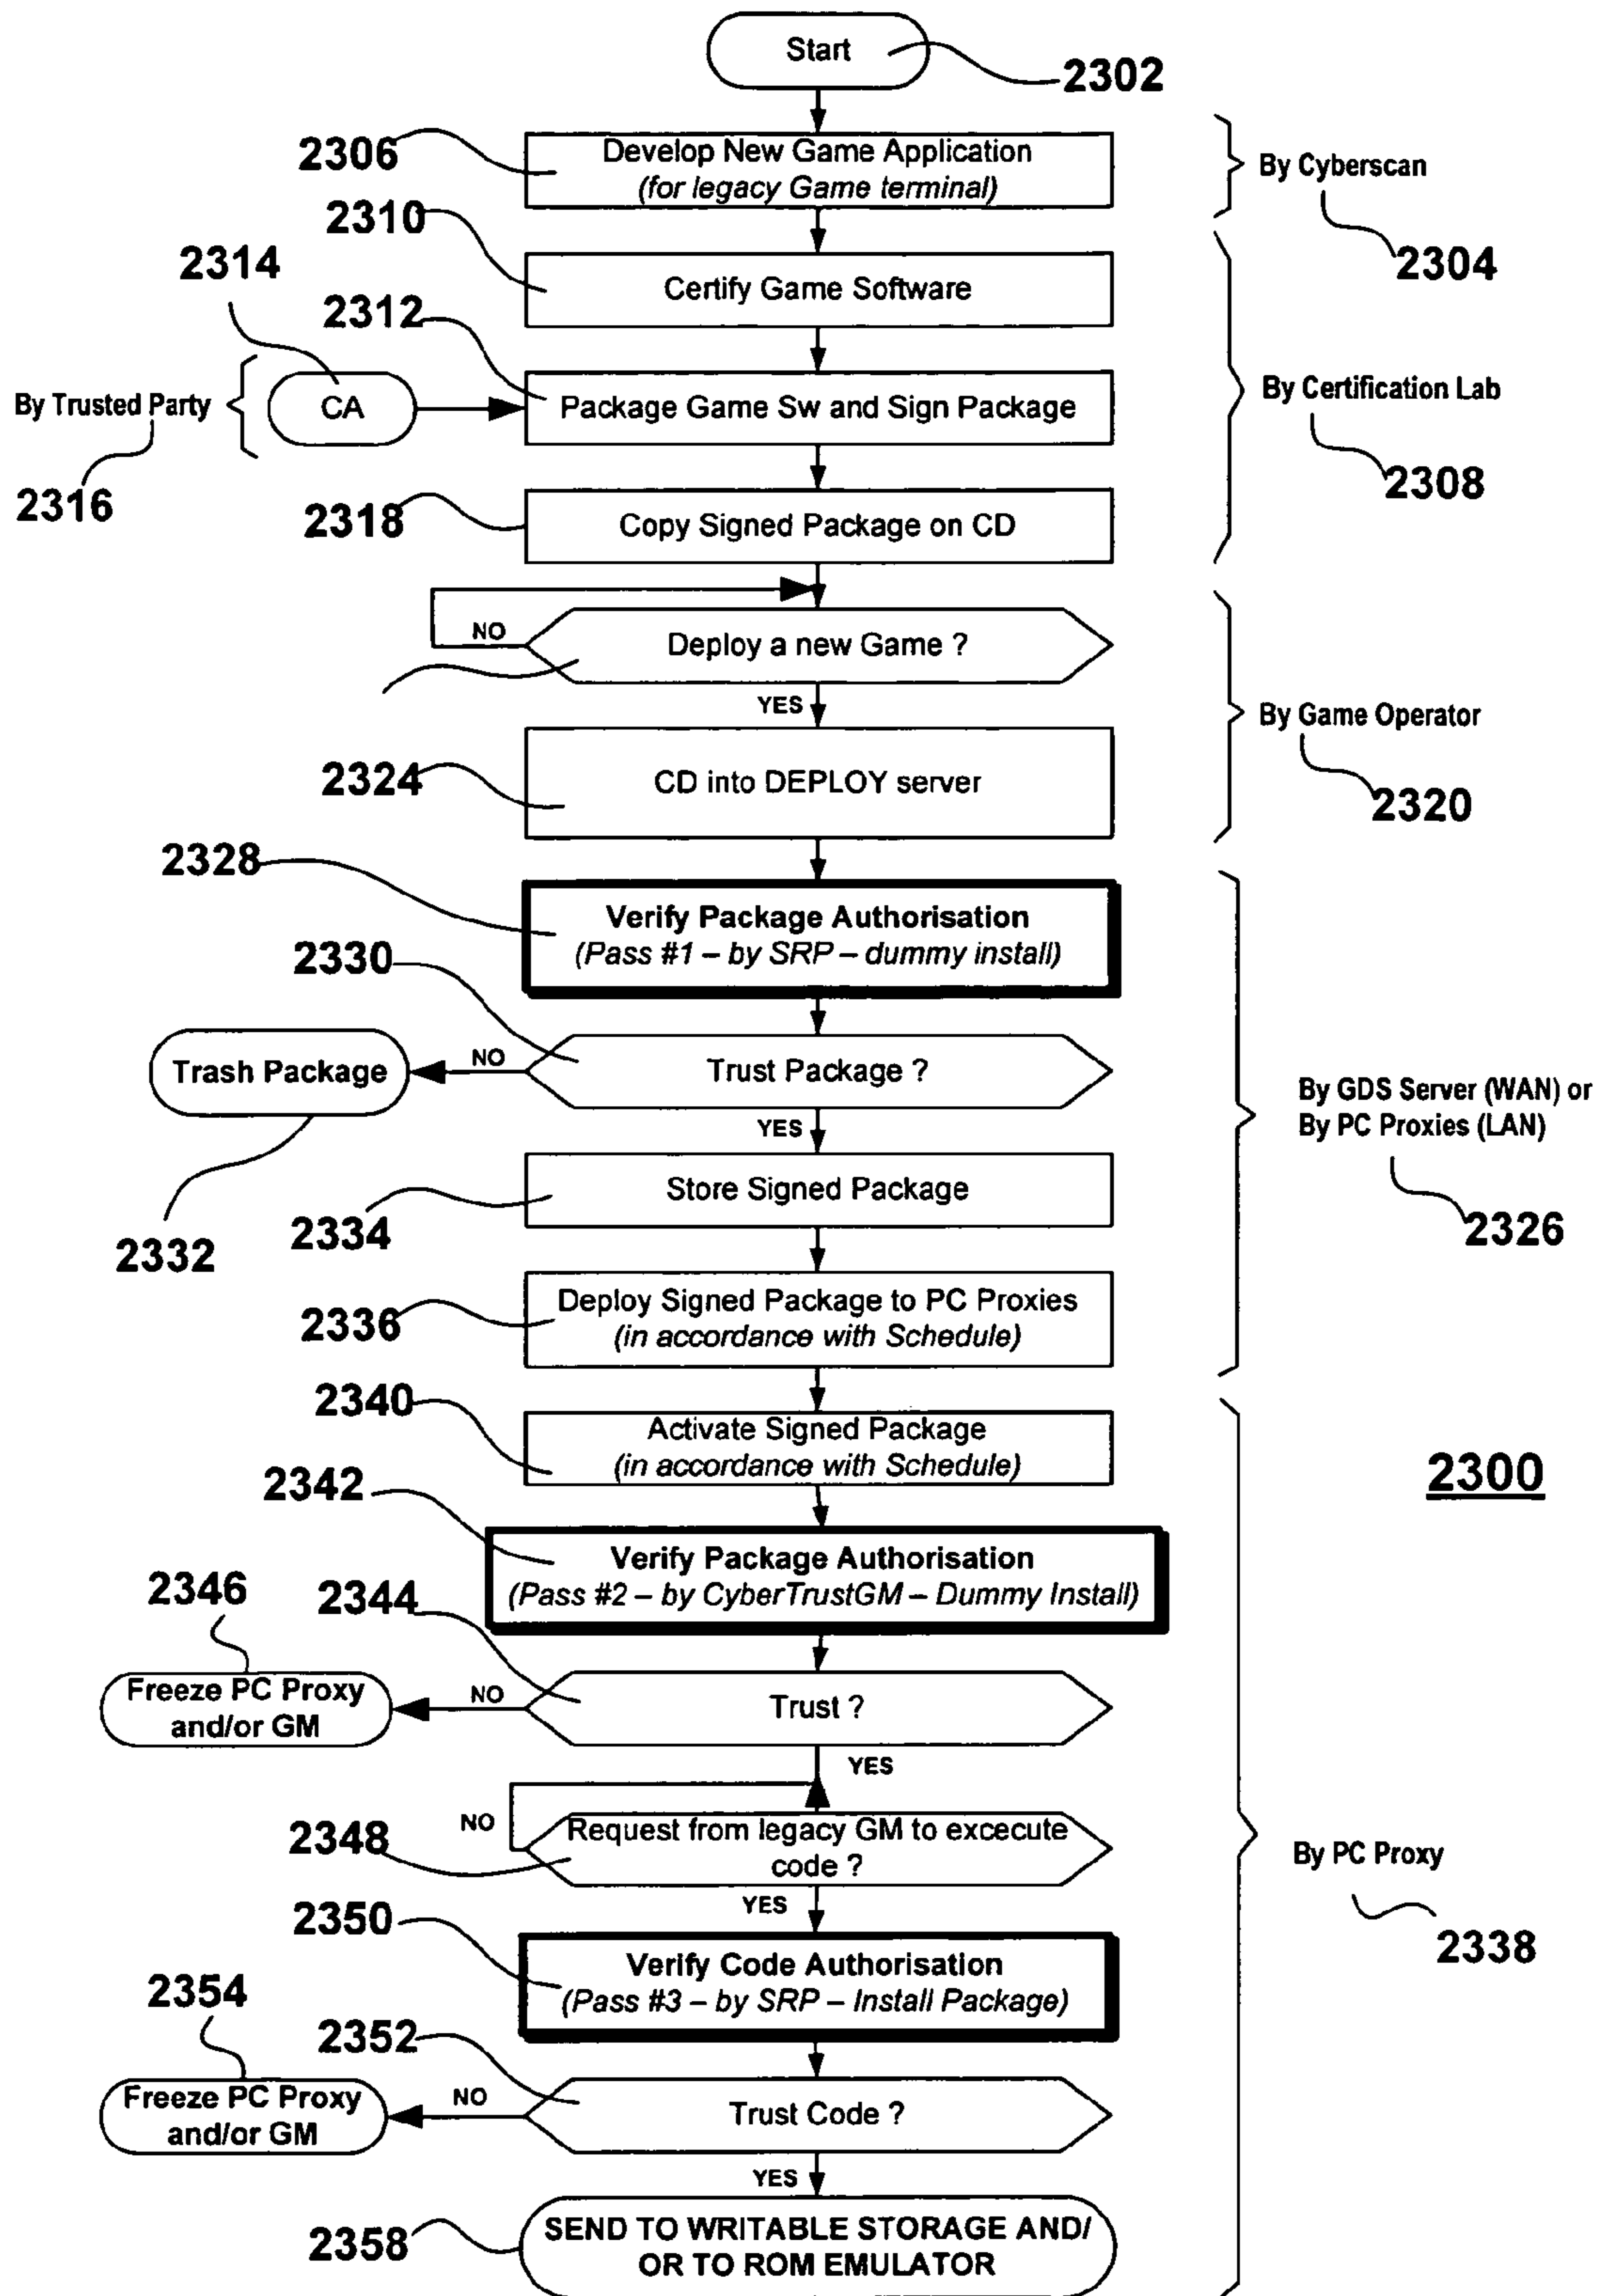 Start
2302
2306
Develop New Game Application
(for legacy Game terminal)
By Cyberscan
2304
2310
Certify Game Software
2314
2312
By Trusted Party
CA
Package Game Sw and Sign Package
By Certification Lab
2308
2316
2318
Copy Signed Package on CD
NO
Deploy a new Game ?
YES
By Game Operator
2320
2324
CD into DEPLOY server
2328
Verify Package Authorisation
(Pass #1 – by SRP – dummy install)
2330
Trash Package
NO
Trust Package ?
YES
By GDS Server (WAN) or
By PC Proxies (LAN)
2326
2332
2334
Store Signed Package
2336
Deploy Signed Package to PC Proxies
(in accordance with Schedule)
2340
Activate Signed Package
(in accordance with Schedule)
2300
2342
Verify Package Authorisation
(Pass #2 – by CyberTrustGM – Dummy Install)
2346
2344
Freeze PC Proxy
and/or GM
NO
Trust ?
YES
NO
2348
Request from legacy GM to excecute
code ?
YES
By PC Proxy
2338
2350
Verify Code Authorisation
(Pass #3 – by SRP – Install Package)
2354
2352
Freeze PC Proxy
and/or GM
NO
Trust Code ?
YES
2358
SEND TO WRITABLE STORAGE AND/
OR TO ROM EMULATOR